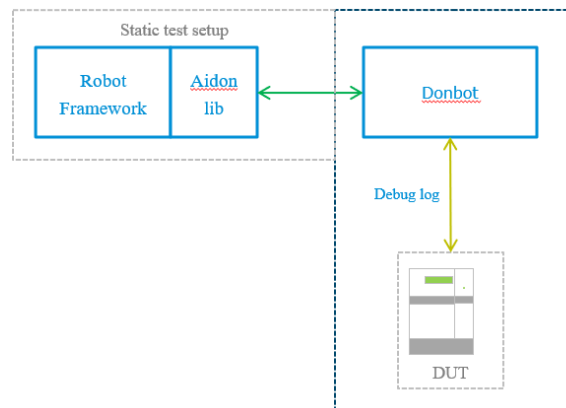 Static test setup
Robot
Framework
Aidon
lib
Donbot
Debug log
DUT